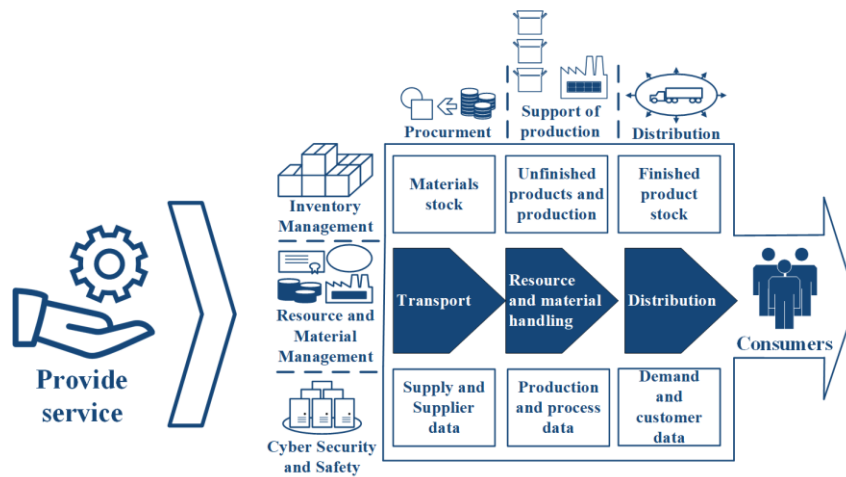 Procurment
Support of
production
Distribution
Inventory
Management
Materials
stock
Unfinished
products and
production
Finished
product
stock
Resource and
Material
Management
Transport
Resource
and material
handling
Distribution
Consumers
Provide
service
Cyber Security
and Safety
Supply and
Supplier
data
Production
and process
data
Demand
and
customer
data